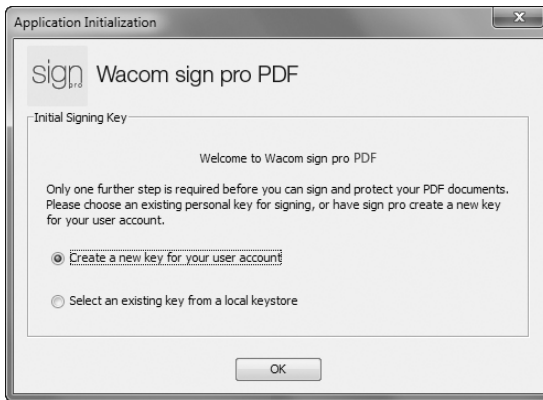 Application Initialization
x
sign pro
Wacom sign pro PDF
Initial Signing Key
Welcome to Wacom sign pro PDF
Only one further step is required before you can sign and protect your PDF documents.
Please choose an existing personal key for signing, or have sign pro create a new key
for your user account.
Create a new key for your user account
Select an existing key from a local keystore
OK